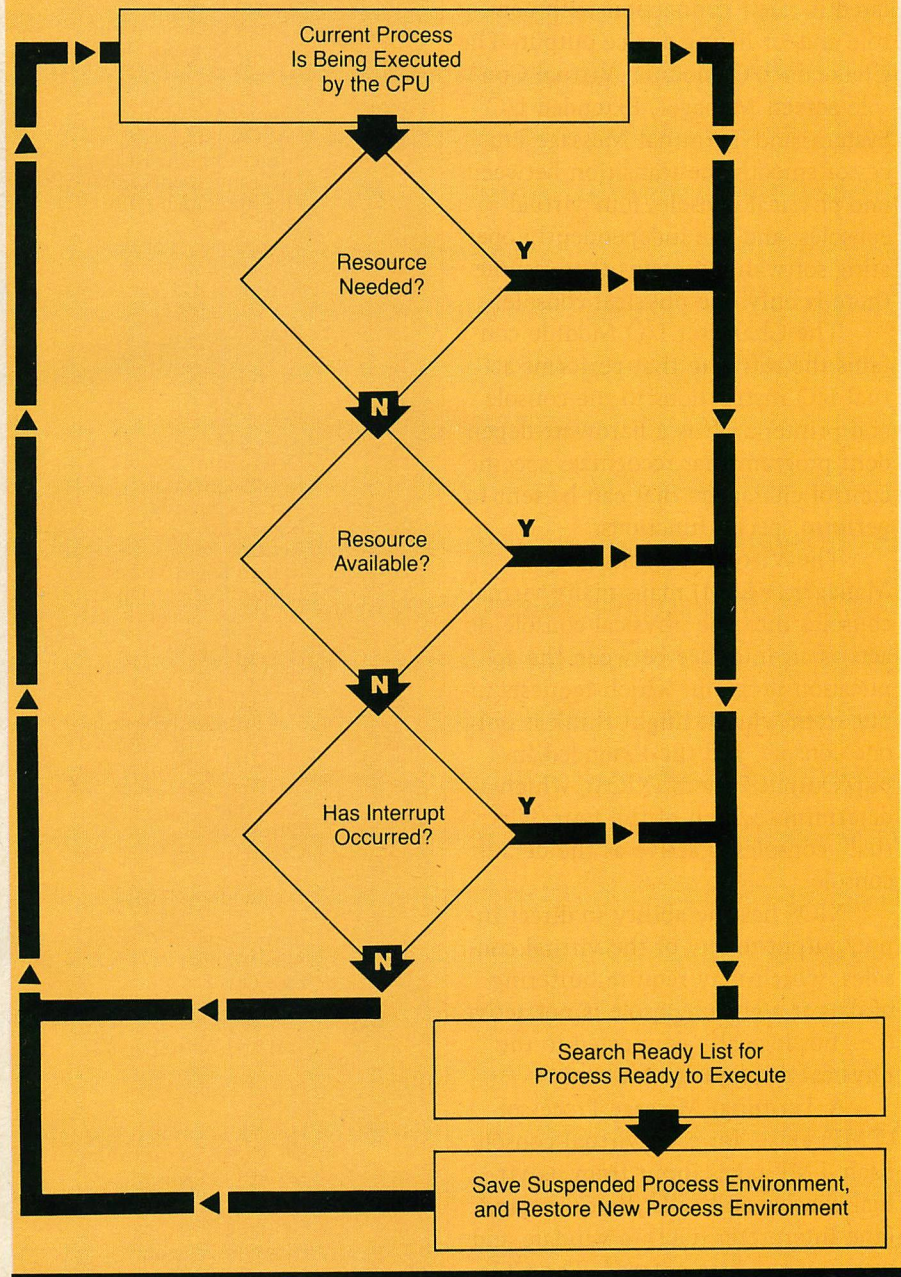 Current Process
Is Being Executed
by the CPU
Resource
Needed?
Y
N
Resource
Available?
Y
N
Has Interrupt
Occurred?
Y
N
Search Ready List for
Process Ready to Execute
Save Suspended Process Environment,
and Restore New Process Environment